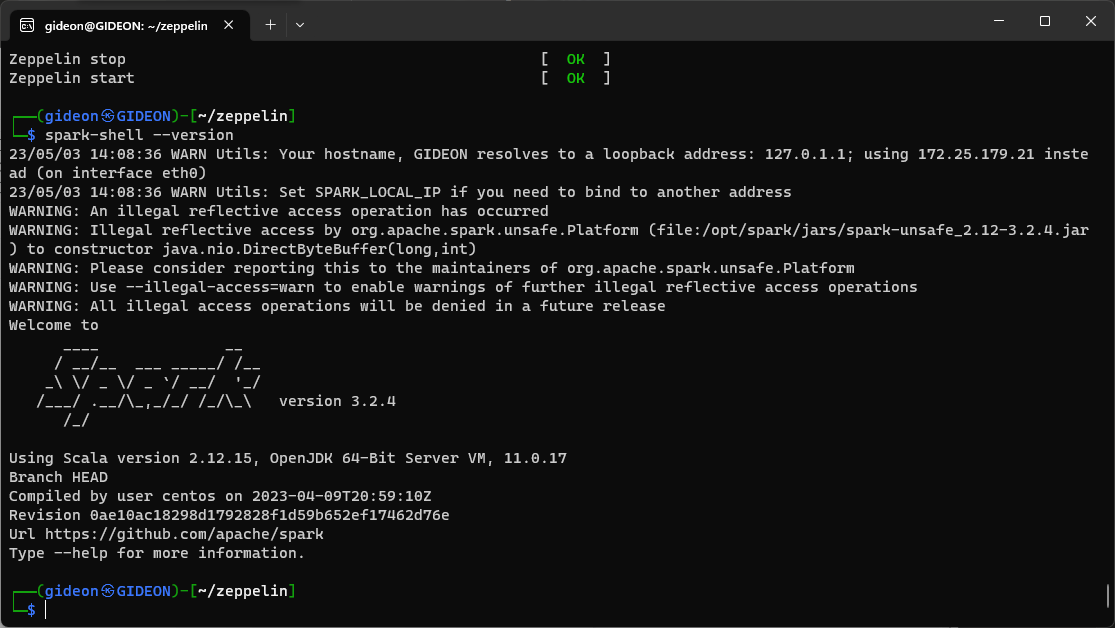 gideon@GIDEON: ~/zeppelin
Zeppelin stop                                              [  OK  ]
Zeppelin start                                             [  OK  ]
┌──(gideon㉿GIDEON)-[~/zeppelin]
└─$ spark-shell --version
23/05/03 14:08:36 WARN Utils: Your hostname, GIDEON resolves to a loopback address: 127.0.1.1; using 172.25.179.21 inste
ad (on interface eth0)
23/05/03 14:08:36 WARN Utils: Set SPARK_LOCAL_IP if you need to bind to another address
WARNING: An illegal reflective access operation has occurred
WARNING: Illegal reflective access by org.apache.spark.unsafe.Platform (file:/opt/spark/jars/spark-unsafe_2.12-3.2.4.jar
) to constructor java.nio.DirectByteBuffer(long,int)
WARNING: Please consider reporting this to the maintainers of org.apache.spark.unsafe.Platform
WARNING: Use --illegal-access=warn to enable warnings of further illegal reflective access operations
WARNING: All illegal access operations will be denied in a future release
Welcome to
      ____              __
     / __/__  ___ _____/ /__
    _\ \/ _ \/ _ `/ __/  '_/
   /___/ .__/\_,_/_/ /_/\_\   version 3.2.4
      /_/
Using Scala version 2.12.15, OpenJDK 64-Bit Server VM, 11.0.17
Branch HEAD
Compiled by user centos on 2023-04-09T20:59:10Z
Revision 0ae10ac18298d1792828f1d59b652ef17462d76e
Url https://github.com/apache/spark
Type --help for more information.
┌──(gideon㉿GIDEON)-[~/zeppelin]
└─$